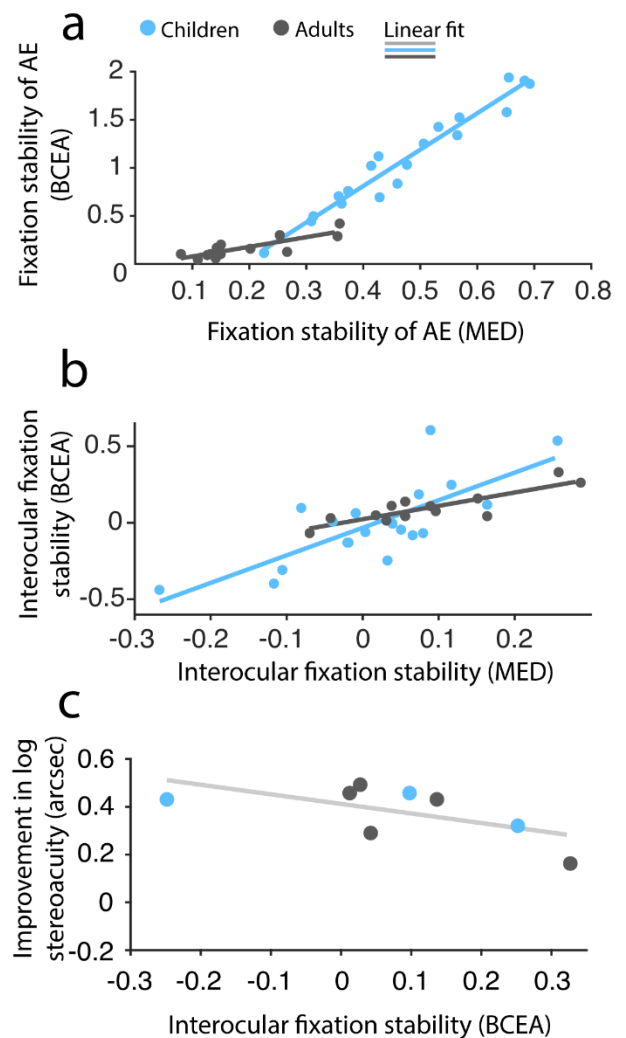 a
Children Adults Linear fit
Fixation stability of AE
(BCEA)
2
1.5
1
0.5
0
0.1 0.2 0.3 0.4 0.5 0.6 0.7 0.8
Fixation stability of AE (MED)
b
Interocular fixation
stability (BCEA)
0.5
0
-0.5
-0.3 -0.2 -0.1 0 0.1 0.2
Interocular fixation stability (MED)
c
Improvement in log
stereoacuity (arcsec)
0.6
0.4
0.2
0
-0.2
-0.3 -0.2 -0.1 0 0.1 0.2 0.3
Interocular fixation stability (BCEA)